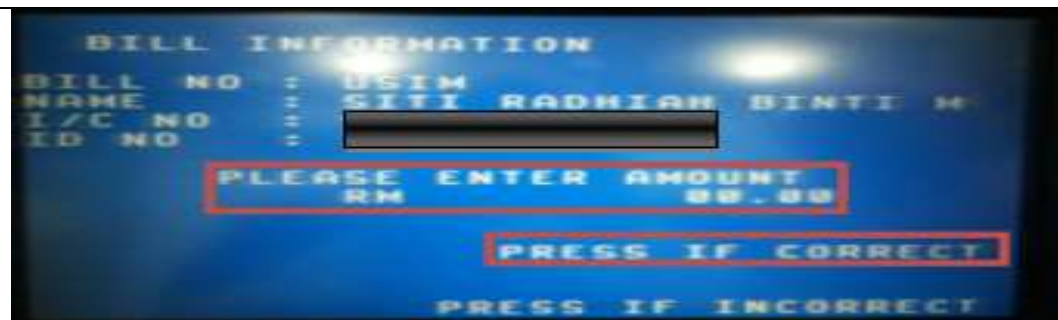 BILL INFORMATION
BILL NO : USIM
NAME : SITI RADHIAH BINTI M
I/C NO :
ID NO :
PLEASE ENTER AMOUNT
RM 00.00
PRESS IF CORRECT
PRESS IF INCORRECT